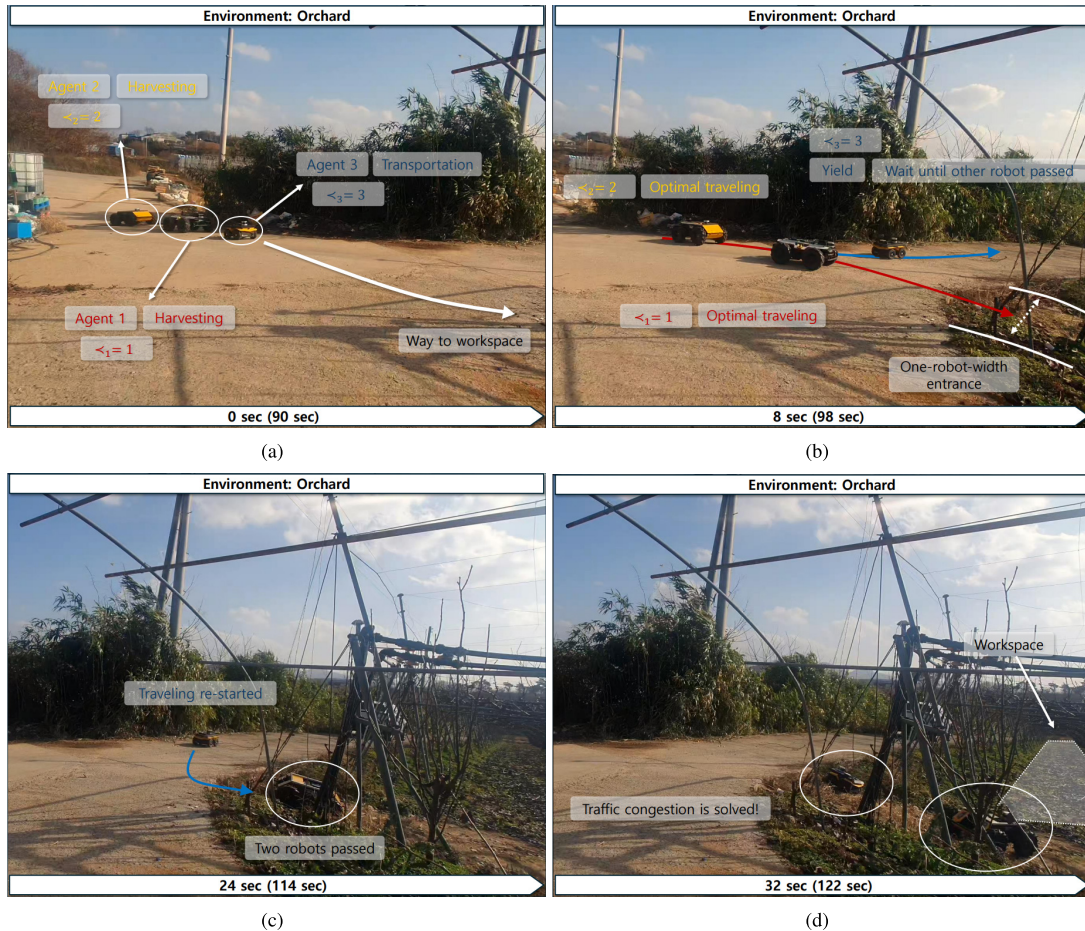 Environment: Orchard
Agent 2 Harvesting
≺₂= 2
Agent 3 Transportation
≺₃= 3
Agent 1 Harvesting
≺₁= 1
Way to workspace
0 sec (90 sec)
(a)
Environment: Orchard
≺₃= 3
Yield Wait until other robot passed
≺₂= 2 Optimal traveling
≺₁= 1 Optimal traveling
One-robot-width
entrance
8 sec (98 sec)
(b)
Environment: Orchard
Traveling re-started
Two robots passed
24 sec (114 sec)
(c)
Environment: Orchard
Workspace
Traffic congestion is solved!
32 sec (122 sec)
(d)